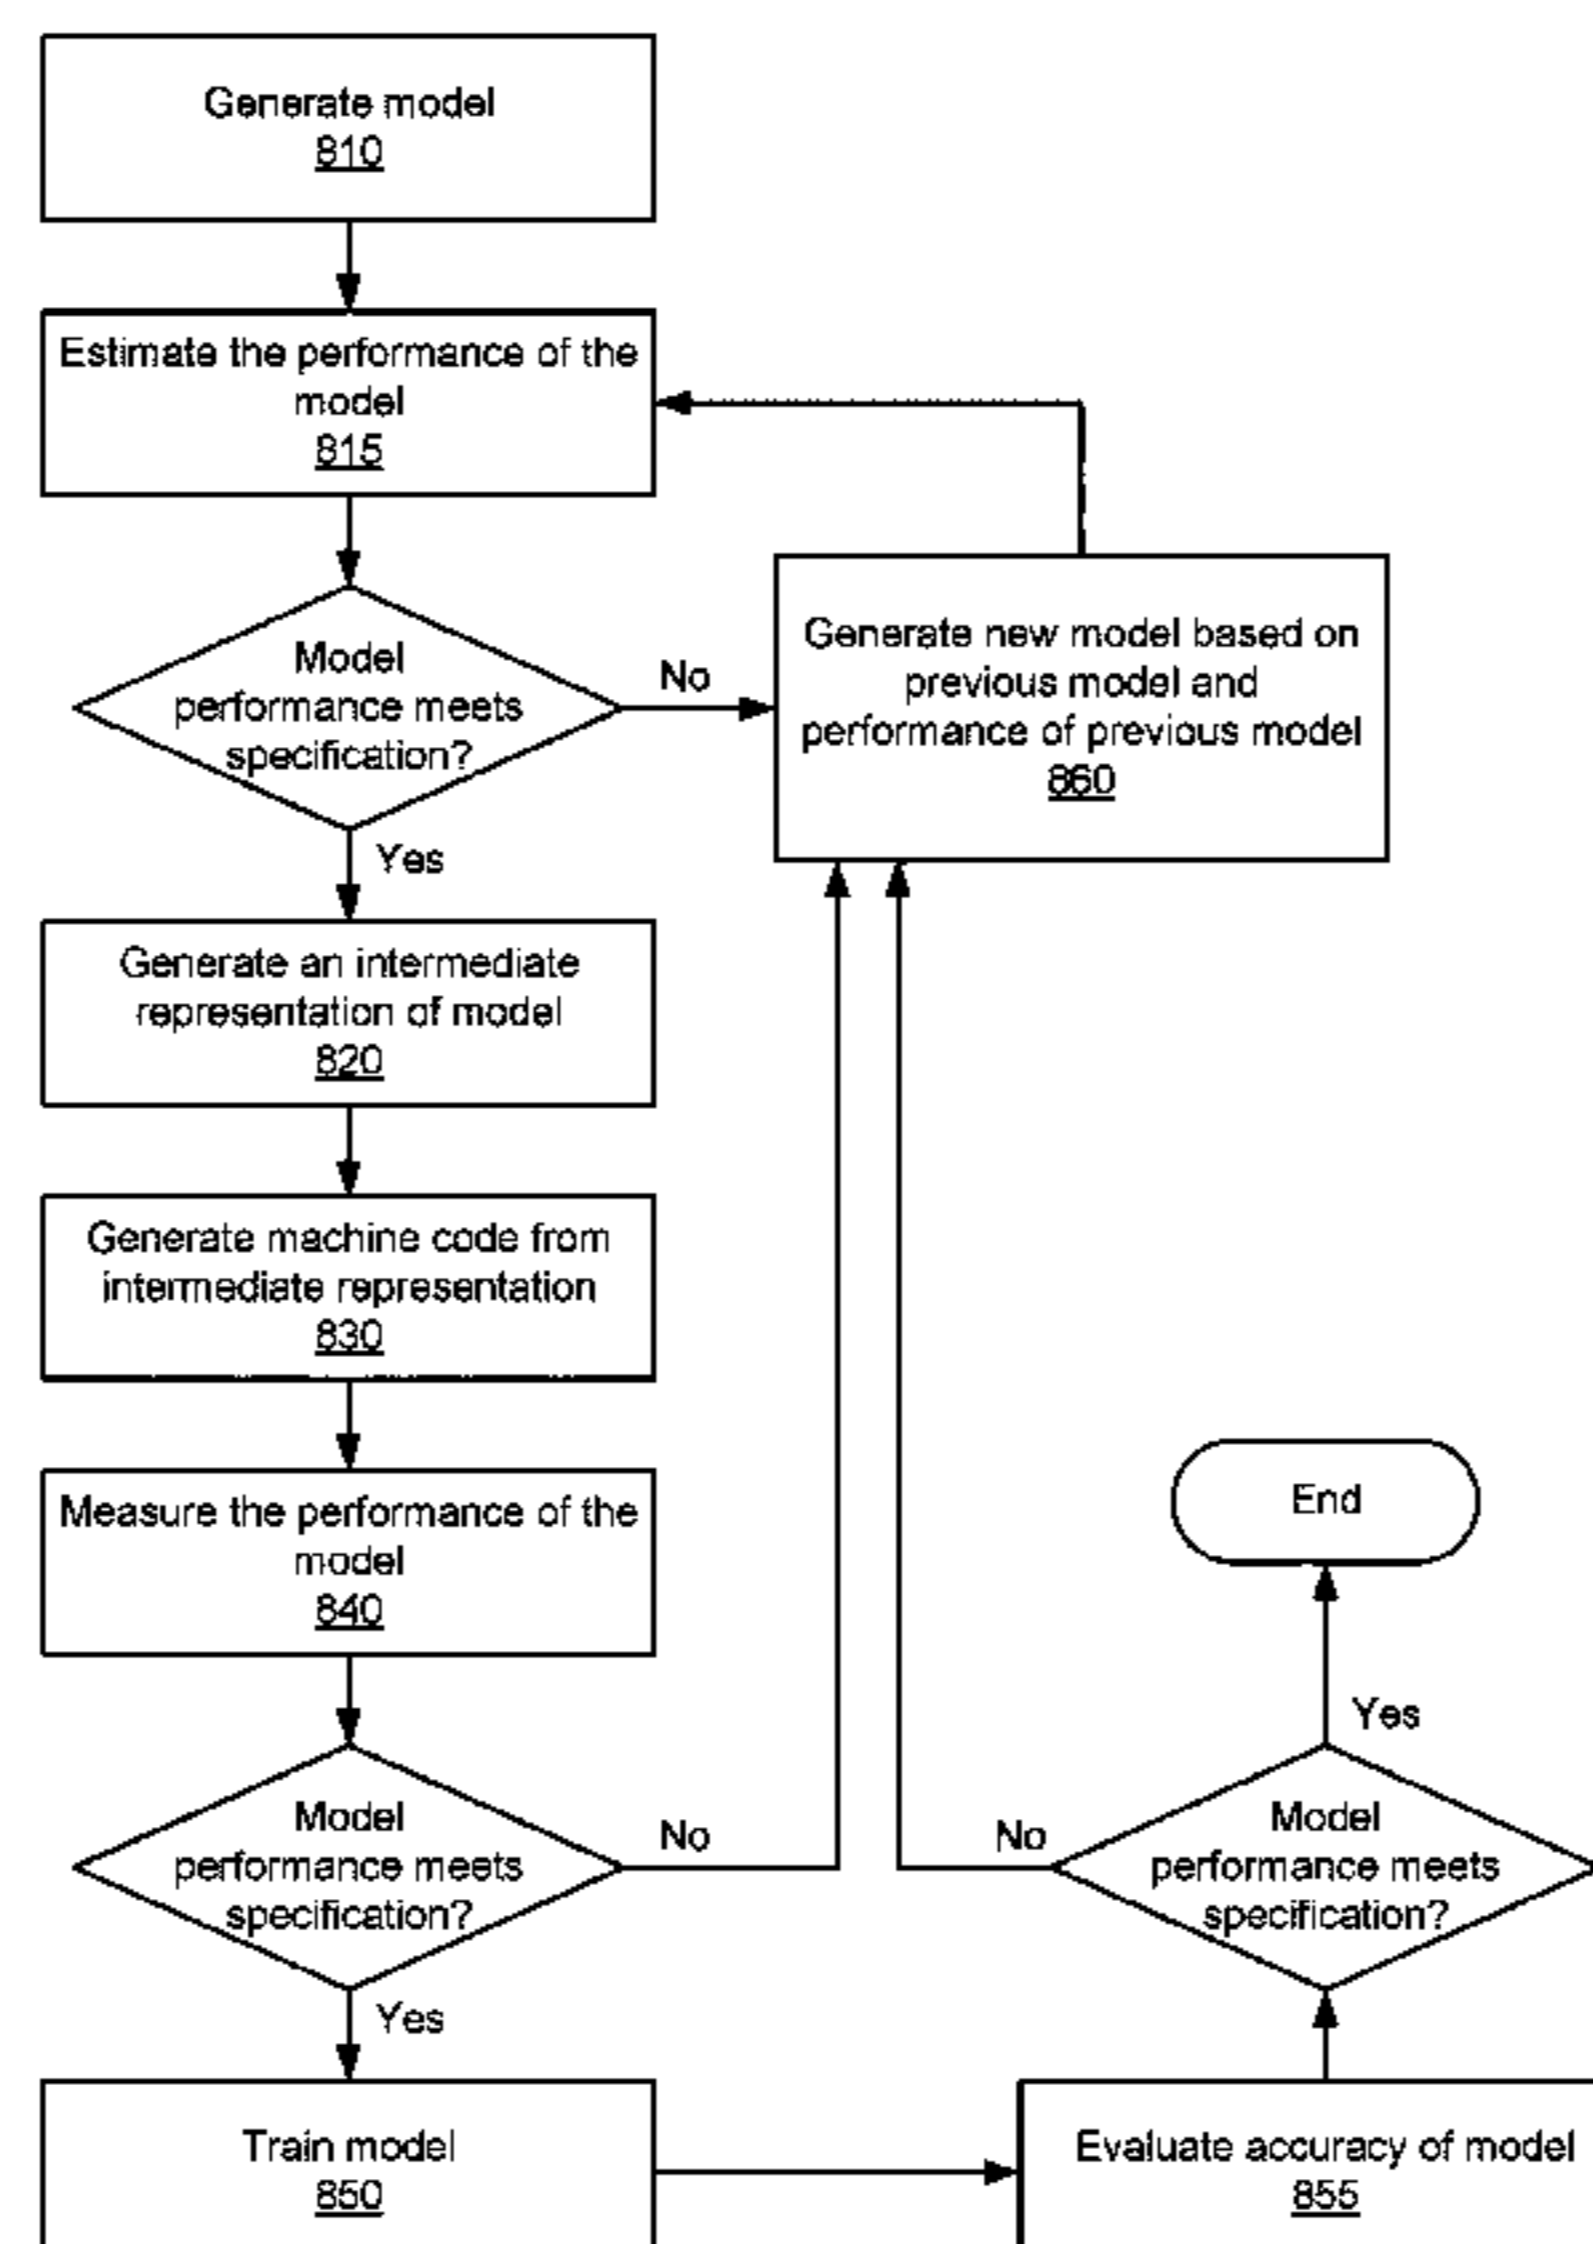 Generate model
810
Estimate the performance of the
model
815
Model
performance meets
specification?
No
Yes
Generate new model based on
previous model and
performance of previous model
860
Generate an intermediate
representation of model
820
Generate machine code from
intermediate representation
830
Measure the performance of the
model
840
Model
performance meets
specification?
No
Yes
Train model
850
Evaluate accuracy of model
855
Model
performance meets
specification?
No
Yes
End